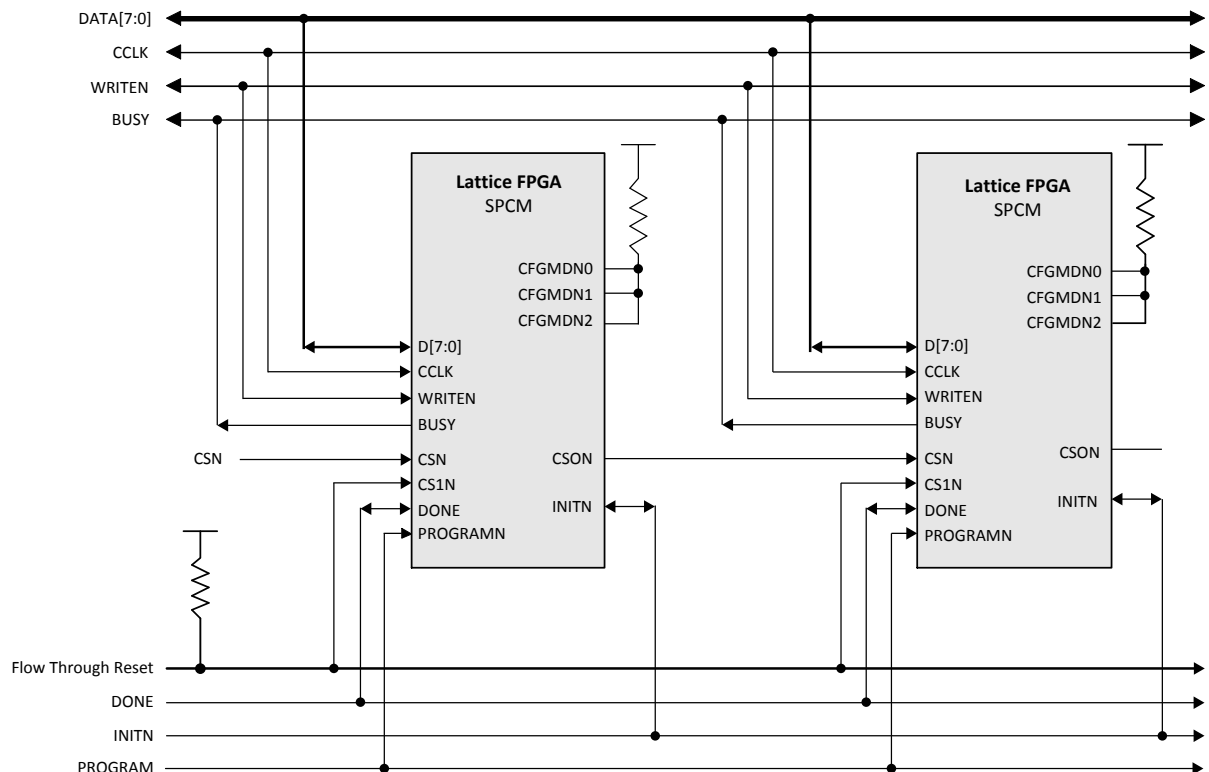 DATA[7:0]
CCLK
WRITEN
BUSY
Lattice FPGA
SPCM
CFGMDN0
CFGMDN1
CFGMDN2
D[7:0]
CCLK
WRITEN
BUSY
CSN
CSN
CSON
CS1N
INITN
DONE
PROGRAMN
Lattice FPGA
SPCM
CFGMDN0
CFGMDN1
CFGMDN2
D[7:0]
CCLK
WRITEN
BUSY
CSN
CSON
CS1N
INITN
DONE
PROGRAMN
Flow Through Reset
DONE
INITN
PROGRAM